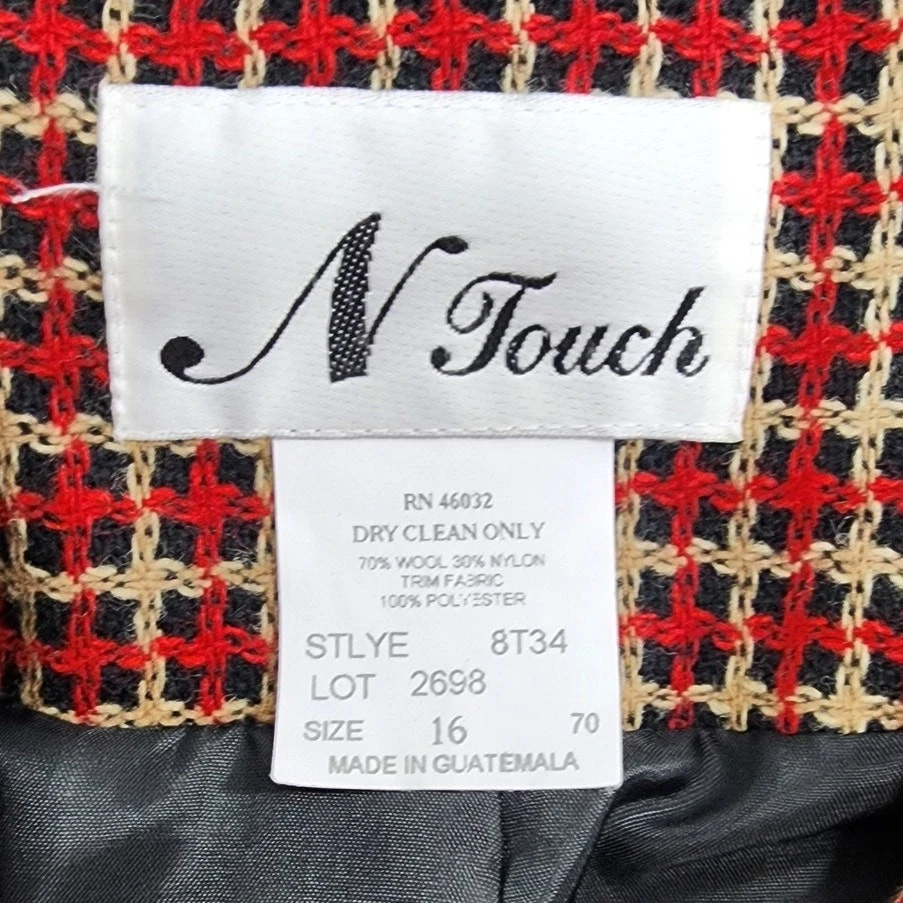 N Touch
RN 46032
DRY CLEAN ONLY
70% WOOL 30% NYLON
TRIM FABRIC
100% POLYESTER
STLYE 8T34
LOT 2698
SIZE 16 70
MADE IN GUATEMALA